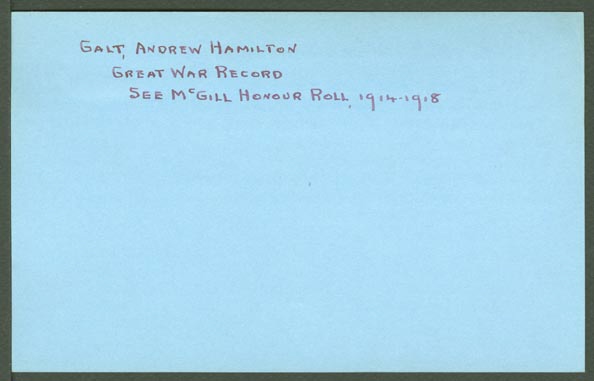 GALT, ANDREW HAMILTON
GREAT WAR RECORD
SEE McGILL HONOUR ROLL, 1914-1918